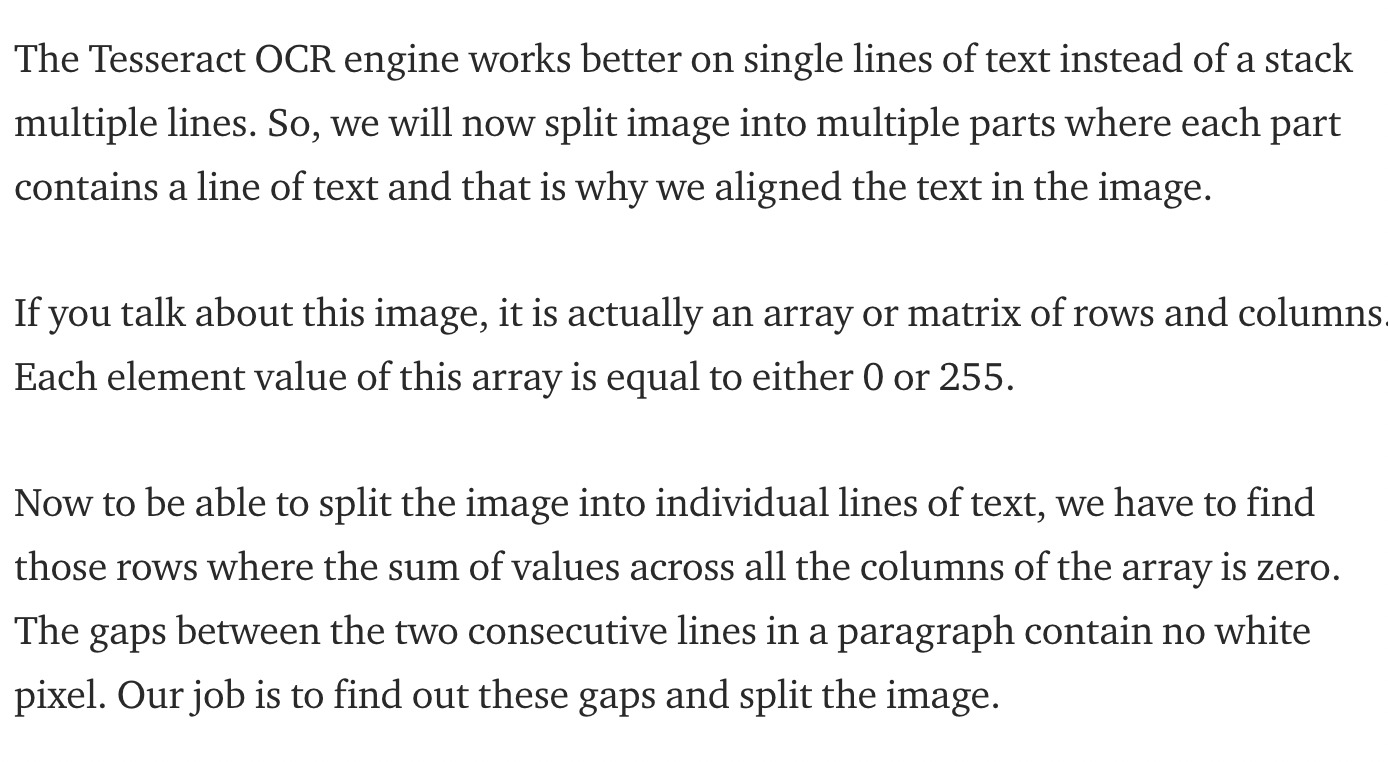 The Tesseract OCR engine works better on single lines of text instead of a stack
multiple lines. So, we will now split image into multiple parts where each part
contains a line of text and that is why we aligned the text in the image.
If you talk about this image, it is actually an array or matrix of rows and columns.
Each element value of this array is equal to either 0 or 255.
Now to be able to split the image into individual lines of text, we have to find
those rows where the sum of values across all the columns of the array is zero.
The gaps between the two consecutive lines in a paragraph contain no white
pixel. Our job is to find out these gaps and split the image.